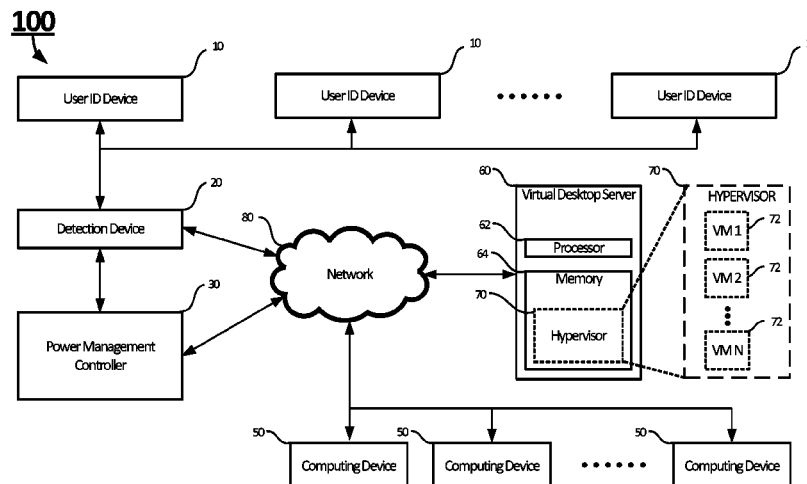 100
10
10
User ID Device
User ID Device
User ID Device
20
Detection Device
30
Power Management
Controller
80
Network
60
Virtual Desktop Server
62
Processor
64
Memory
70
Hypervisor
70
HYPERVISOR
VM 1
72
VM 2
72
VM N
72
50
Computing Device
50
Computing Device
50
Computing Device